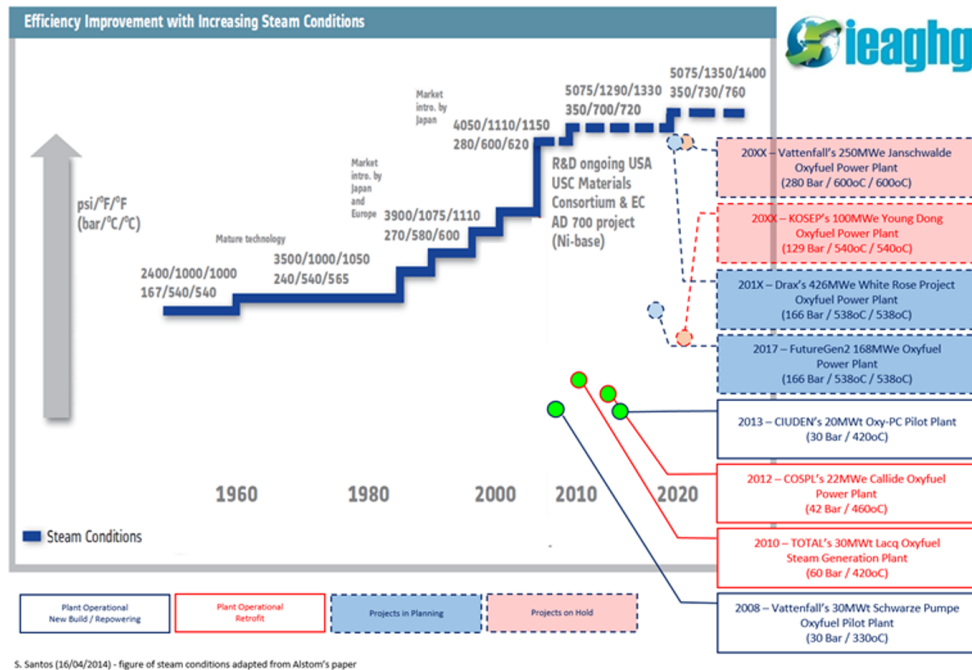 Efficiency Improvement with Increasing Steam Conditions
ieaghg
5075/1350/1400
350/730/760
5075/1290/1330
350/700/720
Market
intro. by
Japan
4050/1110/1150
280/600/620
psi/⁰F/⁰F
(bar/⁰C/⁰C)
Market
intro. by
Japan
and
Europe
R&D ongoing USA
USC Materials
Consortium & EC
AD 700 project
(Ni-base)
3900/1075/1110
270/580/600
Mature technology
3500/1000/1050
240/540/565
2400/1000/1000
167/540/540
20XX – Vattenfall's 250MWe Janschwalde
Oxyfuel Power Plant
(280 Bar / 600oC / 600oC)
20XX – KOSEP's 100MWe Young Dong
Oxyfuel Power Plant
(129 Bar / 540oC / 540oC)
201X – Drax's 426MWe White Rose Project
Oxyfuel Power Plant
(166 Bar / 538oC / 538oC)
2017 – FutureGen2 168MWe Oxyfuel
Power Plant
(166 Bar / 538oC / 538oC)
2013 – CIUDEN's 20MWt Oxy-PC Pilot Plant
(30 Bar / 420oC)
2012 – COSPL's 22MWe Callide Oxyfuel
Power Plant
(42 Bar / 460oC)
2010 – TOTAL's 30MWt Lacq Oxyfuel
Steam Generation Plant
(60 Bar / 420oC)
2008 – Vattenfall's 30MWt Schwarze Pumpe
Oxyfuel Pilot Plant
(30 Bar / 330oC)
1960 1980 2000 2010 2020
Steam Conditions
Plant Operational
New Build / Repowering
Plant Operational
Retrofit
Projects in Planning
Projects on Hold
S. Santos (16/04/2014) - figure of steam conditions adapted from Alstom's paper